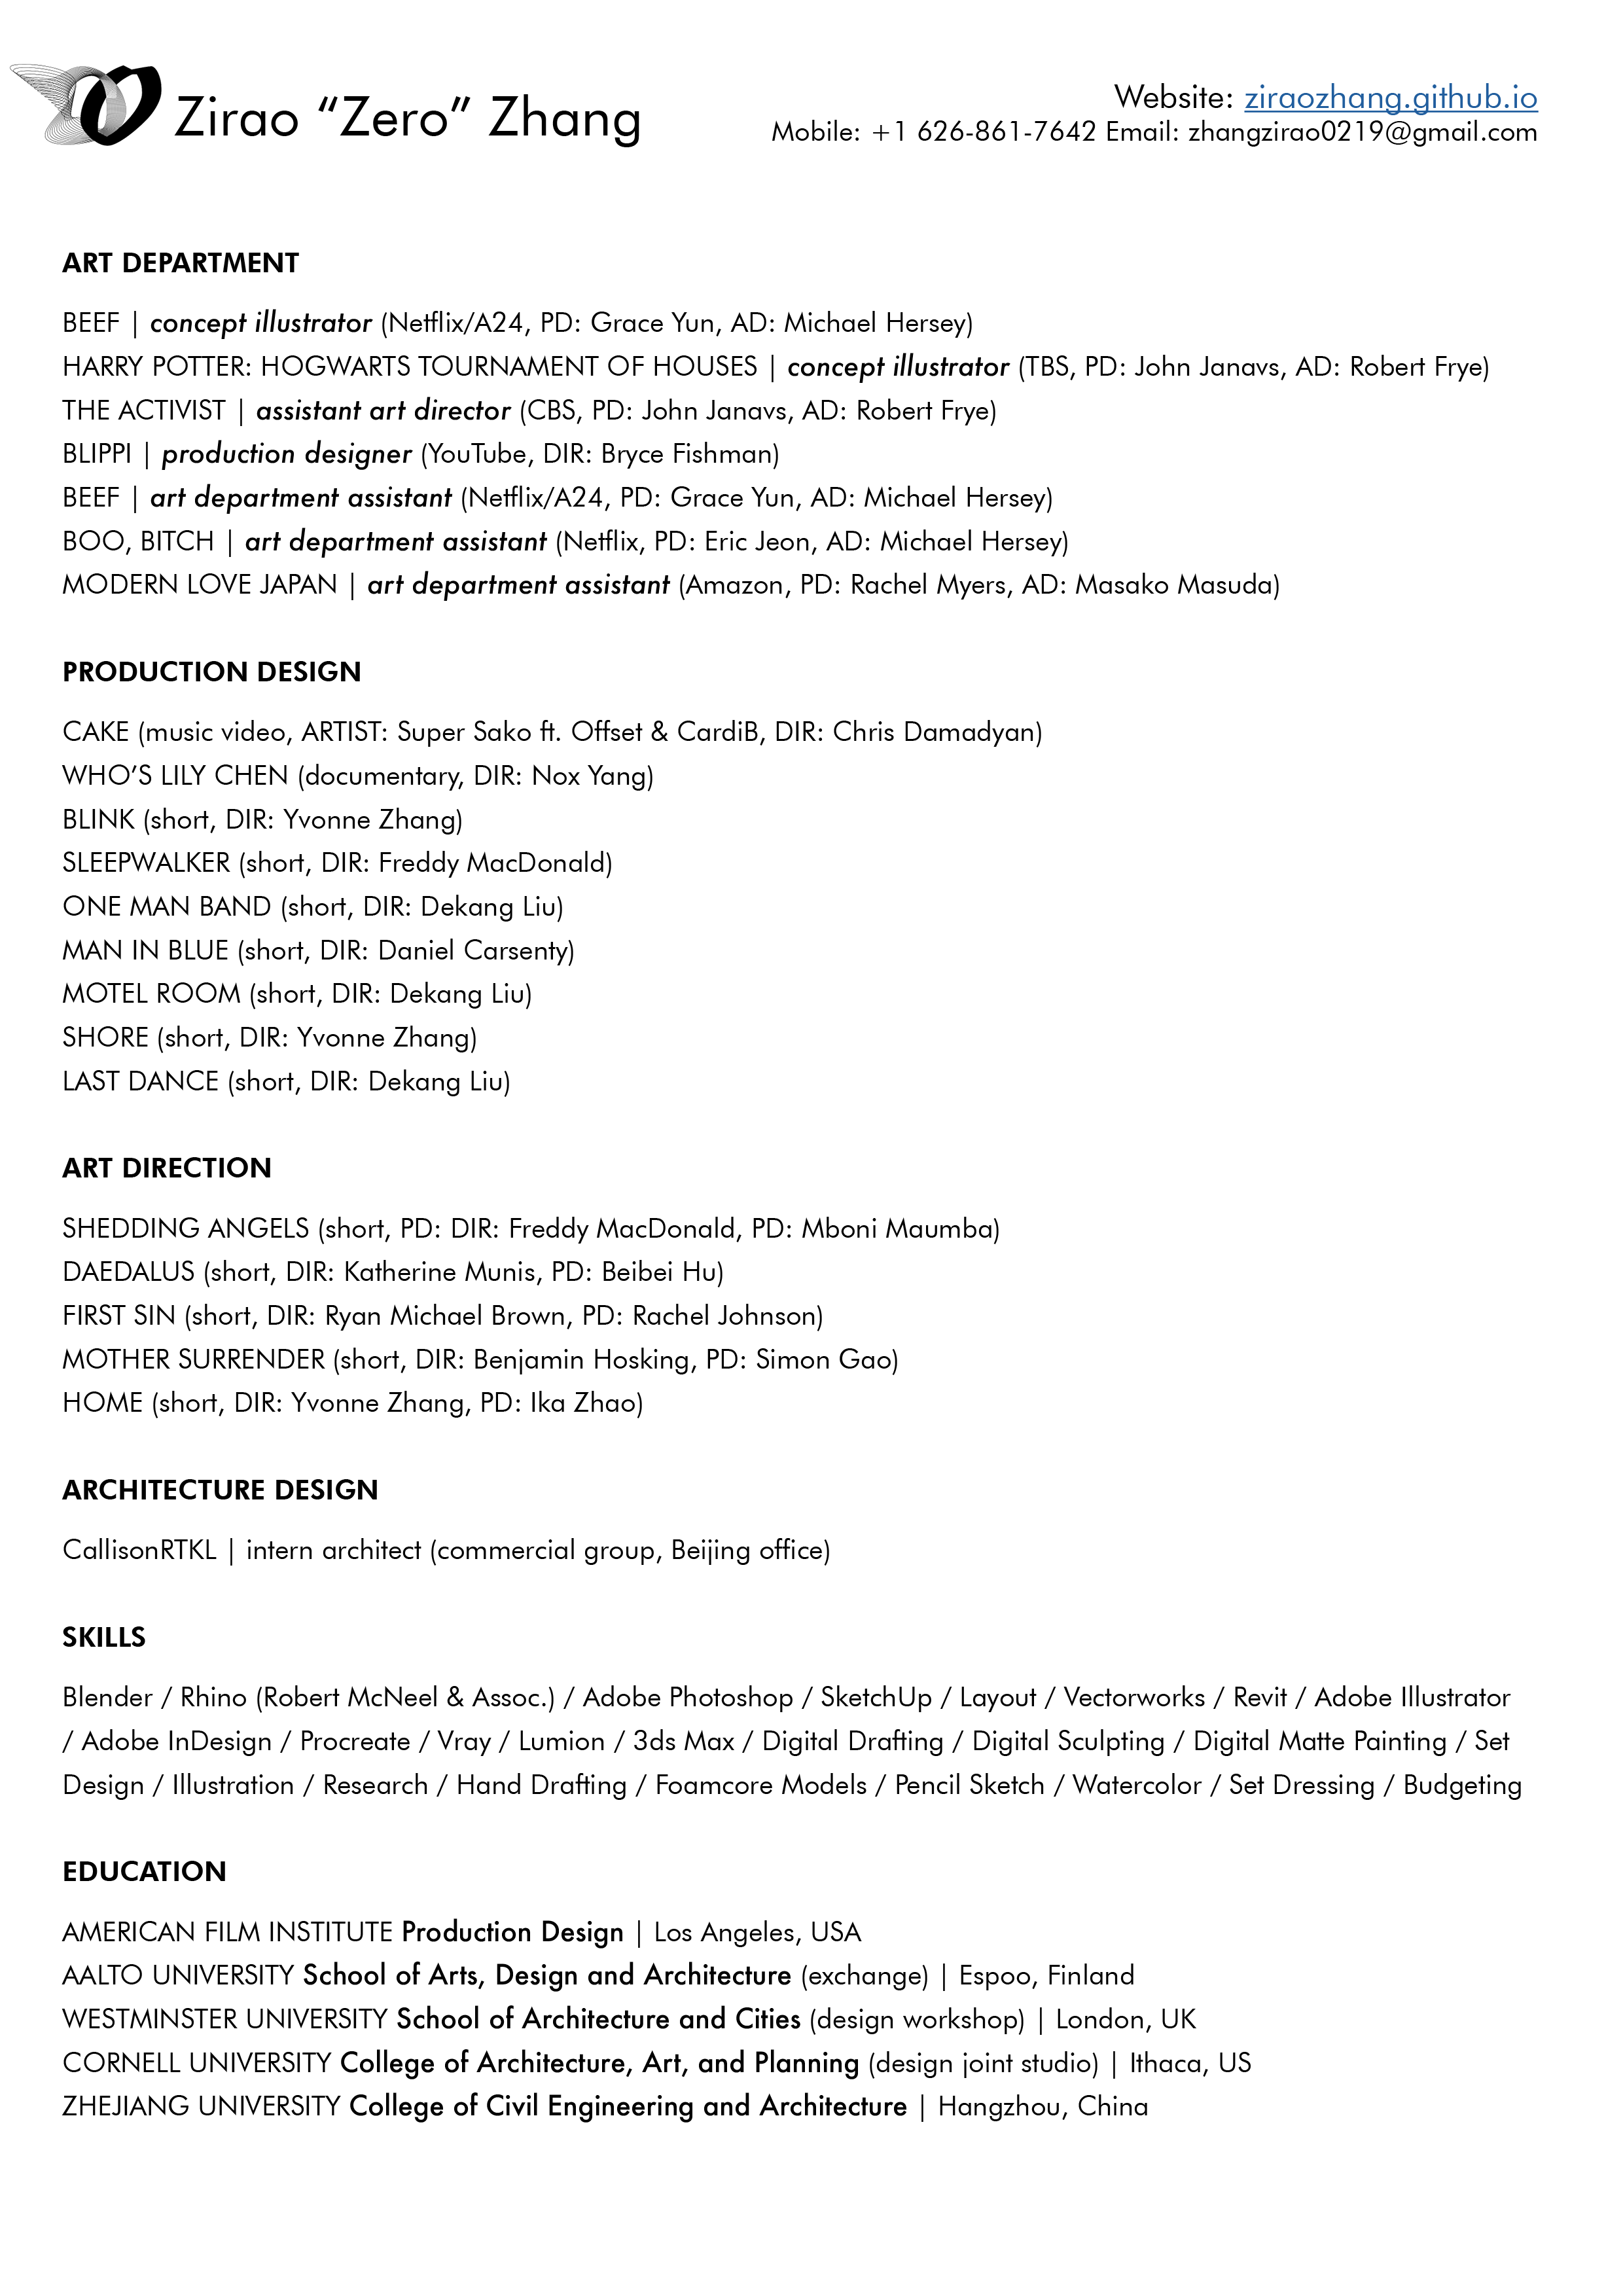 Zirao “Zero” Zhang
Website: ziraozhang.github.io
Mobile: +1 626-861-7642 Email: zhangzirao0219@gmail.com
ART DEPARTMENT
BEEF | concept illustrator (Netflix/A24, PD: Grace Yun, AD: Michael Hersey)
HARRY POTTER: HOGWARTS TOURNAMENT OF HOUSES | concept illustrator (TBS, PD: John Janavs, AD: Robert Frye)
THE ACTIVIST | assistant art director (CBS, PD: John Janavs, AD: Robert Frye)
BLIPPI | production designer (YouTube, DIR: Bryce Fishman)
BEEF | art department assistant (Netflix/A24, PD: Grace Yun, AD: Michael Hersey)
BOO, BITCH | art department assistant (Netflix, PD: Eric Jeon, AD: Michael Hersey)
MODERN LOVE JAPAN | art department assistant (Amazon, PD: Rachel Myers, AD: Masako Masuda)
PRODUCTION DESIGN
CAKE (music video, ARTIST: Super Sako ft. Offset & CardiB, DIR: Chris Damadyan)
WHO’S LILY CHEN (documentary, DIR: Nox Yang)
BLINK (short, DIR: Yvonne Zhang)
SLEEPWALKER (short, DIR: Freddy MacDonald)
ONE MAN BAND (short, DIR: Dekang Liu)
MAN IN BLUE (short, DIR: Daniel Carsenty)
MOTEL ROOM (short, DIR: Dekang Liu)
SHORE (short, DIR: Yvonne Zhang)
LAST DANCE (short, DIR: Dekang Liu)
ART DIRECTION
SHEDDING ANGELS (short, PD: DIR: Freddy MacDonald, PD: Mboni Maumba)
DAEDALUS (short, DIR: Katherine Munis, PD: Beibei Hu)
FIRST SIN (short, DIR: Ryan Michael Brown, PD: Rachel Johnson)
MOTHER SURRENDER (short, DIR: Benjamin Hosking, PD: Simon Gao)
HOME (short, DIR: Yvonne Zhang, PD: Ika Zhao)
ARCHITECTURE DESIGN
CallisonRTKL | intern architect (commercial group, Beijing office)
SKILLS
Blender / Rhino (Robert McNeel & Assoc.) / Adobe Photoshop / SketchUp / Layout / Vectorworks / Revit / Adobe Illustrator
/ Adobe InDesign / Procreate / Vray / Lumion / 3ds Max / Digital Drafting / Digital Sculpting / Digital Matte Painting / Set
Design / Illustration / Research / Hand Drafting / Foamcore Models / Pencil Sketch / Watercolor / Set Dressing / Budgeting
EDUCATION
AMERICAN FILM INSTITUTE Production Design | Los Angeles, USA
AALTO UNIVERSITY School of Arts, Design and Architecture (exchange) | Espoo, Finland
WESTMINSTER UNIVERSITY School of Architecture and Cities (design workshop) | London, UK
CORNELL UNIVERSITY College of Architecture, Art, and Planning (design joint studio) | Ithaca, US
ZHEJIANG UNIVERSITY College of Civil Engineering and Architecture | Hangzhou, China